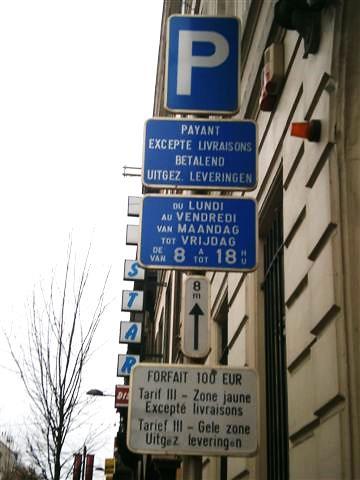 P
PAYANT
EXCEPTE LIVRAISONS
BETALEND
UITGEZ. LEVERINGEN
DU LUNDI
AU VENDREDI
VAN MAANDAG
TOT VRIJDAG
DE VAN 8 A TOT 18 H U
8 m
FORFAIT 100 EUR
Tarif III - Zone jaune
Excepté livraisons
Tarief III - Gele zone
Uitgez leveringen
STAR